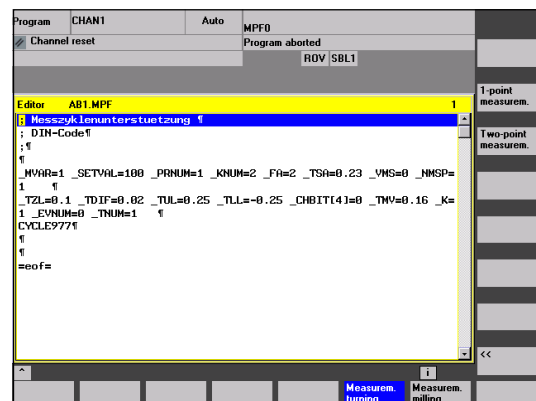 Program CHAN1 Auto MPF0
Channel reset Program aborted
ROV SBL1
1-point
measurem.
Editor AB1.MPF 1
; Messzyklenunterstuetzung ¶
Two-point
measurem.
; DIN-Code¶
;¶
¶
_MVAR=1 _SETVAL=100 _PRNUM=1 _KNUM=2 _FA=2 _TSA=0.23 _VMS=0 _NMSP=
1 ¶
_TZL=0.1 _TDIF=0.02 _TUL=0.25 _TLL=-0.25 _CHBIT[4]=0 _TMV=0.16 _K=
1 _EVNUM=0 _TNUM=1 ¶
CYCLE977¶
¶
¶
=eof=
<<
^ i
Measurem. Measurem.
turning milling